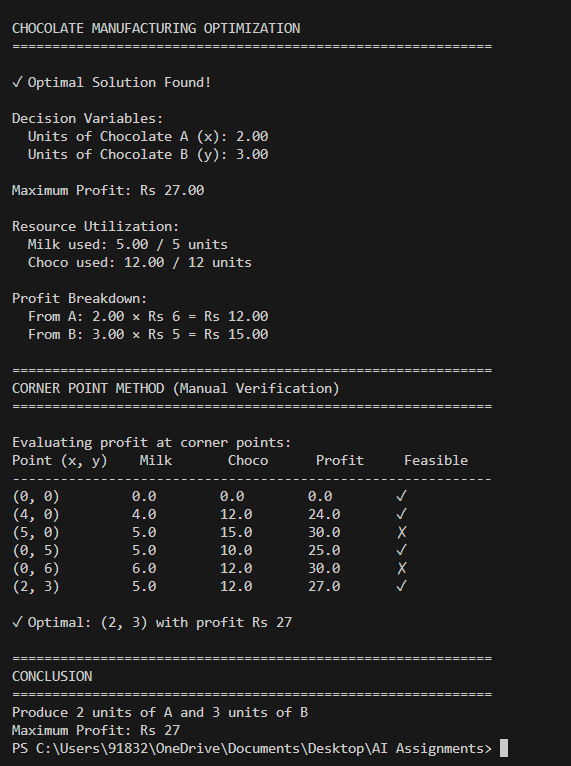 CHOCOLATE MANUFACTURING OPTIMIZATION
============================================================
✓ Optimal Solution Found!
Decision Variables:
  Units of Chocolate A (x): 2.00
  Units of Chocolate B (y): 3.00
Maximum Profit: Rs 27.00
Resource Utilization:
  Milk used: 5.00 / 5 units
  Choco used: 12.00 / 12 units
Profit Breakdown:
  From A: 2.00 × Rs 6 = Rs 12.00
  From B: 3.00 × Rs 5 = Rs 15.00
============================================================
CORNER POINT METHOD (Manual Verification)
============================================================
Evaluating profit at corner points:
Point (x, y)    Milk       Choco      Profit     Feasible
------------------------------------------------------------
(0, 0)         0.0        0.0        0.0        ✓
(4, 0)         4.0        12.0       24.0       ✓
(5, 0)         5.0        15.0       30.0       ✗
(0, 5)         5.0        10.0       25.0       ✓
(0, 6)         6.0        12.0       30.0       ✗
(2, 3)         5.0        12.0       27.0       ✓
✓ Optimal: (2, 3) with profit Rs 27
============================================================
CONCLUSION
============================================================
Produce 2 units of A and 3 units of B
Maximum Profit: Rs 27
PS C:\Users\91832\OneDrive\Documents\Desktop\AI Assignments>